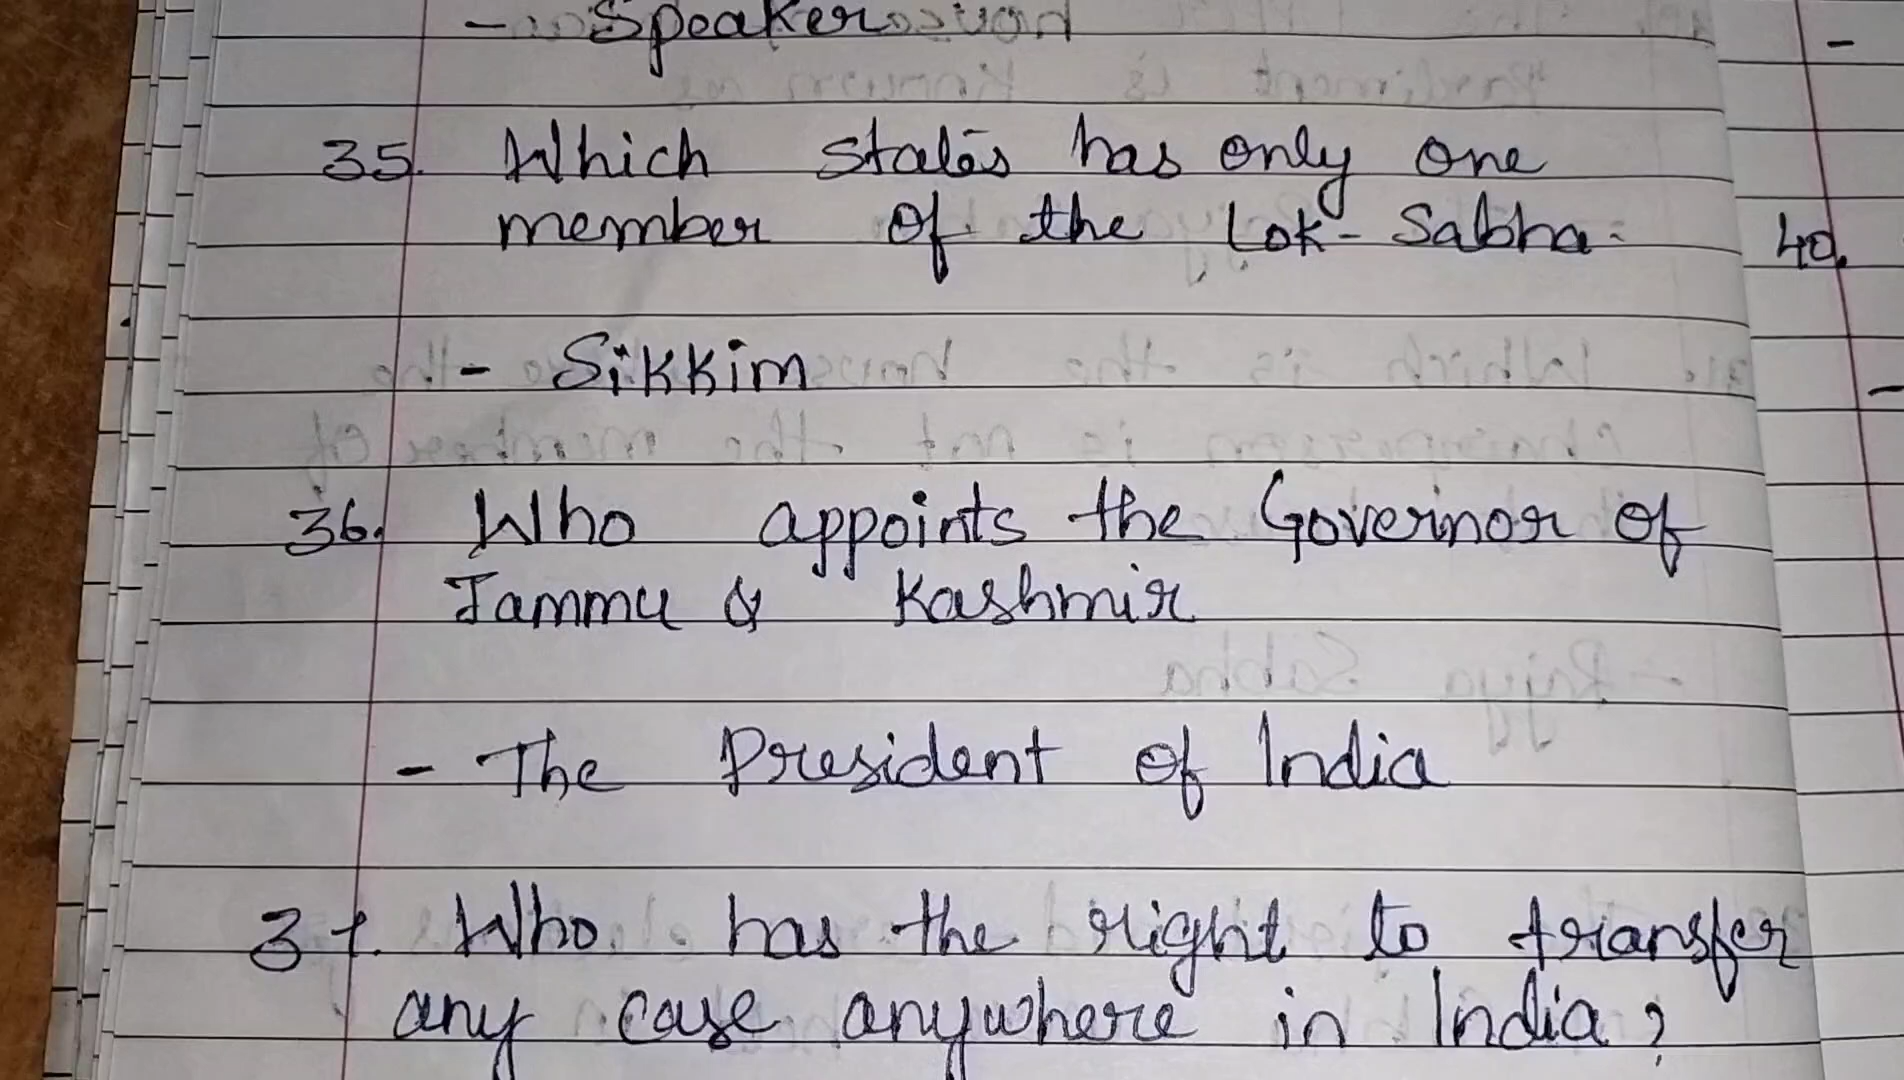 - Speaker
35. Which states has only one
member of the Lok-Sabha.
- Sikkim
36. Who appoints the Governor of
Jammu & Kashmir
- The President of India
37. Who has the right to transfer
any case anywhere in India?
40.